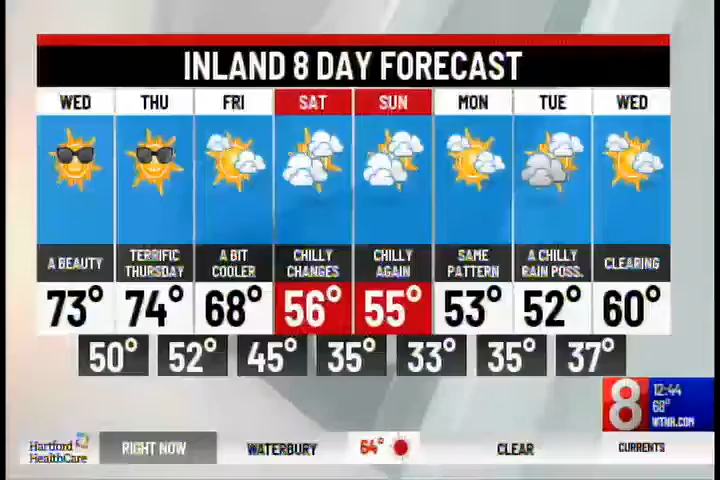 INLAND 8 DAY FORECAST
WED THU FRI SAT SUN MON TUE WED
A BEAUTY
TERRIFIC
THURSDAY
A BIT
COOLER
CHILLY
CHANGES
CHILLY
AGAIN
SAME
PATTERN
A CHILLY
RAIN POSS.
CLEARING
73° 74° 68° 56° 55° 53° 52° 60°
50° 52° 45° 35° 33° 35° 37°
8
12:44
68°
WTNH.COM
Hartford
HealthCare
RIGHT NOW WATERBURY 64° CLEAR CURRENTS